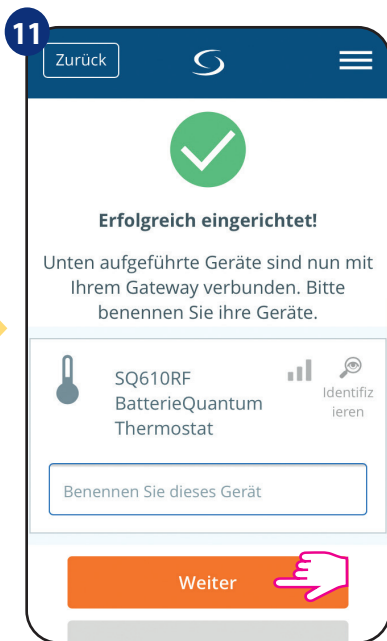 11
Zurück
Erfolgreich eingerichtet!
Unten aufgeführte Geräte sind nun mit
Ihrem Gateway verbunden. Bitte
benennen Sie ihre Geräte.
SQ610RF
BatterieQuantum
Thermostat
Identifiz
ieren
Benennen Sie dieses Gerät
Weiter